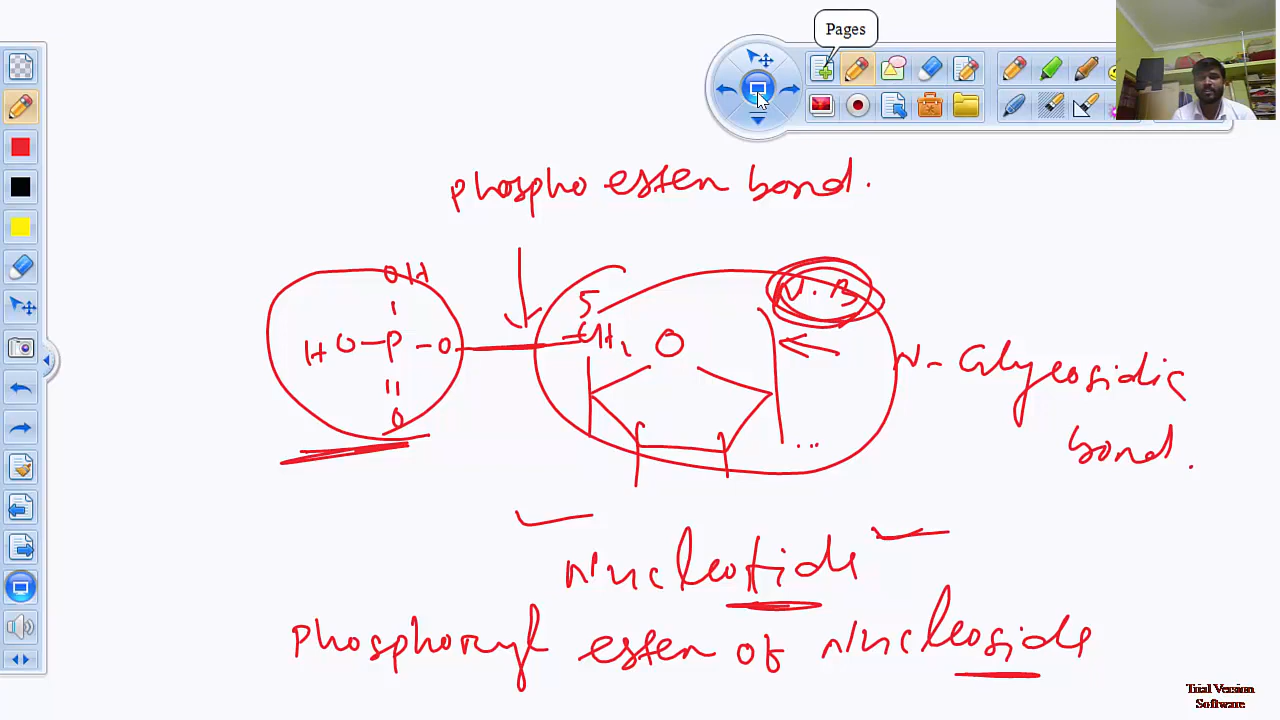 Pages
phospho ester bond.
OH
5
N.B
HO-P-O
CH2
O
O
N-Glycosidic
bond.
...
Nucleotide
phosphoryl ester of Nucleoside
Trial Version
Software